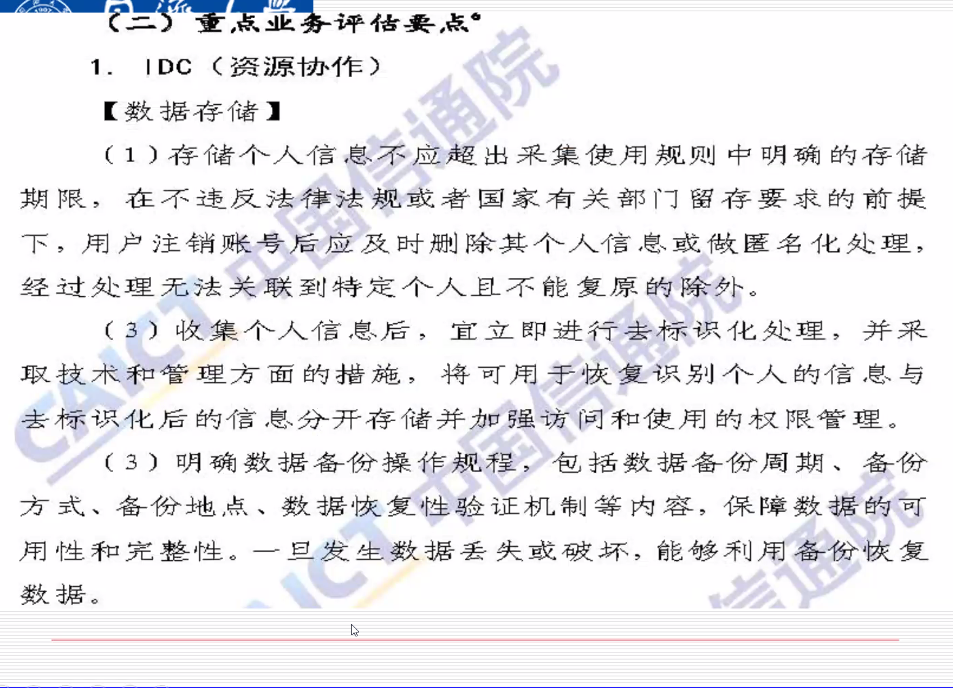 （二）重点业务评估要点。
1. IDC（资源协作）
【数据存储】
（1）存储个人信息不应超出采集使用规则中明确的存储
期限，在不违反法律法规或者国家有关部门留存要求的前提
下，用户注销账号后应及时删除其个人信息或做匿名化处理，
经过处理无法关联到特定个人且不能复原的除外。
（3）收集个人信息后，宜立即进行去标识化处理，并采
取技术和管理方面的措施，将可用于恢复识别个人的信息与
去标识化后的信息分开存储并加强访问和使用的权限管理。
（3）明确数据备份操作规程，包括数据备份周期、备份
方式、备份地点、数据恢复性验证机制等内容，保障数据的可
用性和完整性。一旦发生数据丢失或破坏，能够利用备份恢复
数据。
CAICT 中国信通院
CAICT 中国信通院
信通院